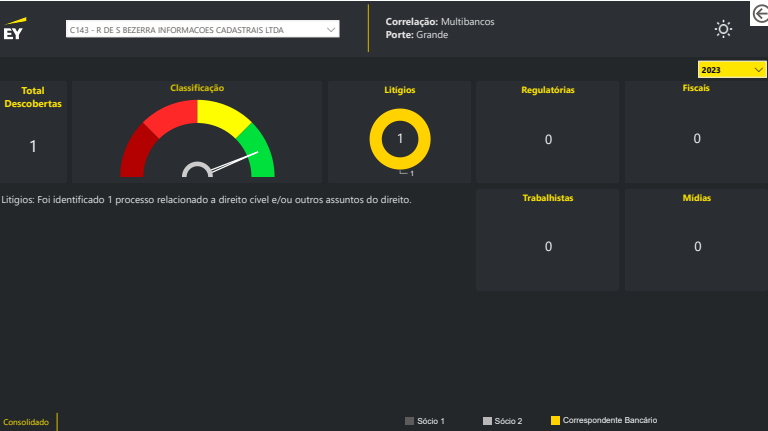 EY
C143 - R DE S BEZERRA INFORMACOES CADASTRAIS LTDA
Correlação: Multibancos
Porte: Grande
2023
Total
Descobertas
1
Classificação
Litígios
1
1
Regulatórias
0
Fiscais
0
Litígios: Foi identificado 1 processo relacionado a direito cível e/ou outros assuntos do direito.
Trabalhistas
0
Mídias
0
Consolidado
Sócio 1
Sócio 2
Correspondente Bancário